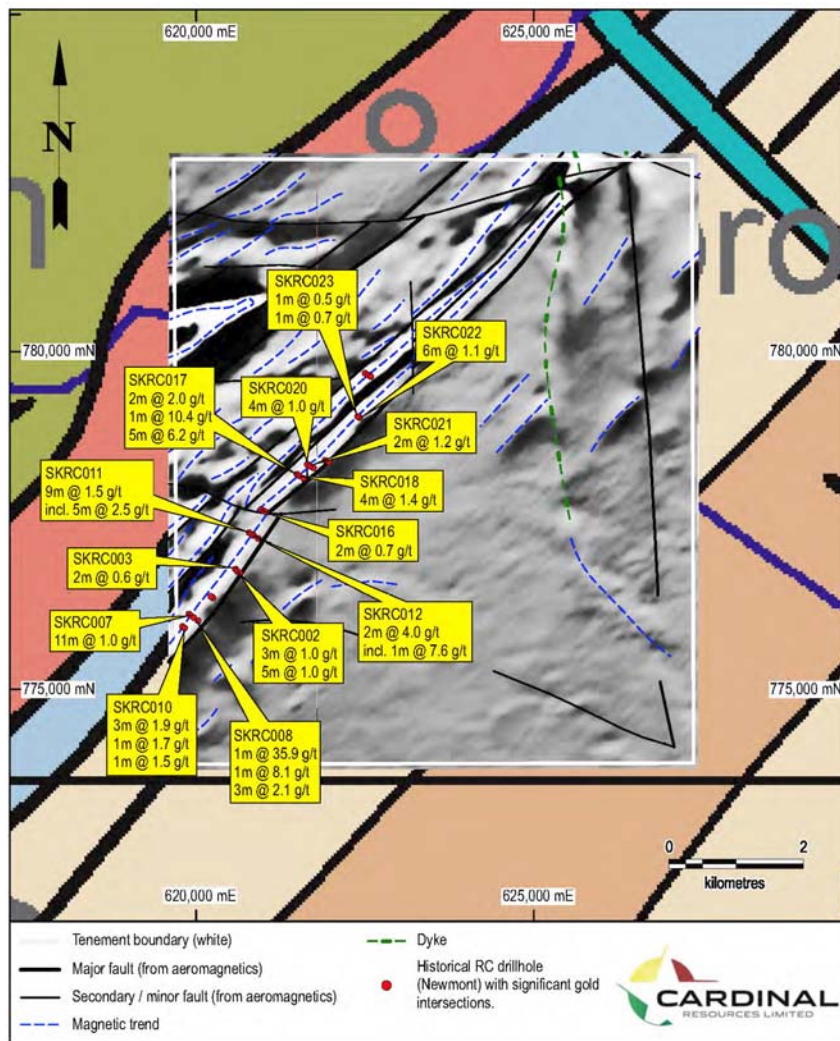 620,000 mE
625,000 mE
N
o
n
oro
SKRC023
1m @ 0.5 g/t
1m @ 0.7 g/t
SKRC022
6m @ 1.1 g/t
780,000 mN
780,000 mN
SKRC017
2m @ 2.0 g/t
1m @ 10.4 g/t
5m @ 6.2 g/t
SKRC020
4m @ 1.0 g/t
SKRC021
2m @ 1.2 g/t
SKRC011
9m @ 1.5 g/t
incl. 5m @ 2.5 g/t
SKRC018
4m @ 1.4 g/t
SKRC016
2m @ 0.7 g/t
SKRC003
2m @ 0.6 g/t
SKRC012
2m @ 4.0 g/t
incl. 1m @ 7.6 g/t
SKRC007
11m @ 1.0 g/t
SKRC002
3m @ 1.0 g/t
5m @ 1.0 g/t
775,000 mN
775,000 mN
SKRC010
3m @ 1.9 g/t
1m @ 1.7 g/t
1m @ 1.5 g/t
SKRC008
1m @ 35.9 g/t
1m @ 8.1 g/t
3m @ 2.1 g/t
0 2
kilometres
620,000 mE
625,000 mE
Tenement boundary (white)
Major fault (from aeromagnetics)
Secondary / minor fault (from aeromagnetics)
Magnetic trend
Dyke
Historical RC drillhole
(Newmont) with significant gold
intersections.
CARDINAL
RESOURCES LIMITED